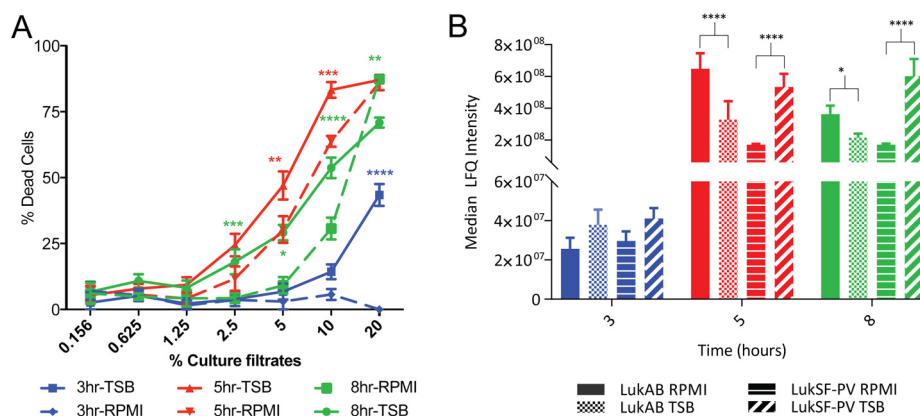 A
100
75
50
25
0
% Dead Cells
**
***
****
****
**
***
*
0.156
0.625
1.25
2.5
5
10
20
% Culture filtrates
3hr-TSB
5hr-TSB
8hr-RPMI
3hr-RPMI
5hr-RPMI
8hr-TSB
B
Median LFQ Intensity
8×10⁰⁸
6×10⁰⁸
4×10⁰⁸
2×10⁰⁸
6×10⁰⁷
4×10⁰⁷
2×10⁰⁷
0
****
****
*
****
3
5
8
Time (hours)
LukAB RPMI
LukSF-PV RPMI
LukAB TSB
LukSF-PV TSB